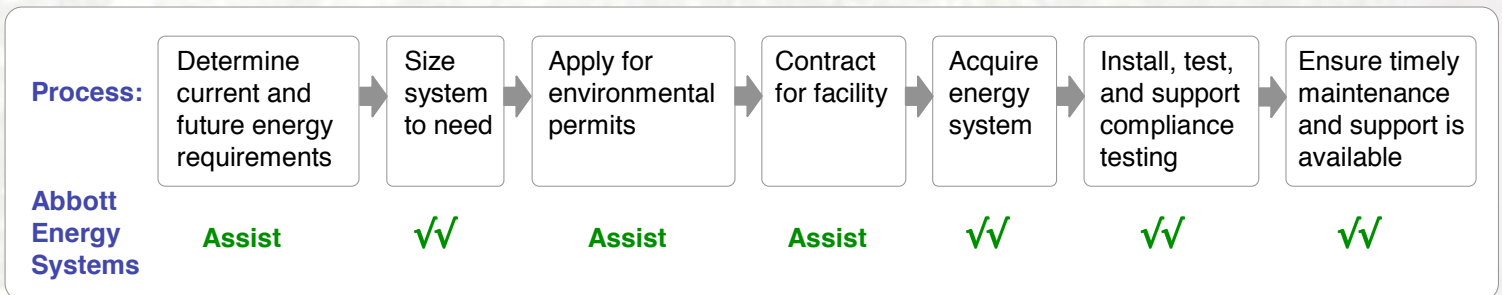 Process:
Determine
current and
future energy
requirements
Size
system
to need
Apply for
environmental
permits
Contract
for facility
Acquire
energy
system
Install, test,
and support
compliance
testing
Ensure timely
maintenance
and support is
available
Abbott
Energy
Systems
Assist
√√
Assist
Assist
√√
√√
√√